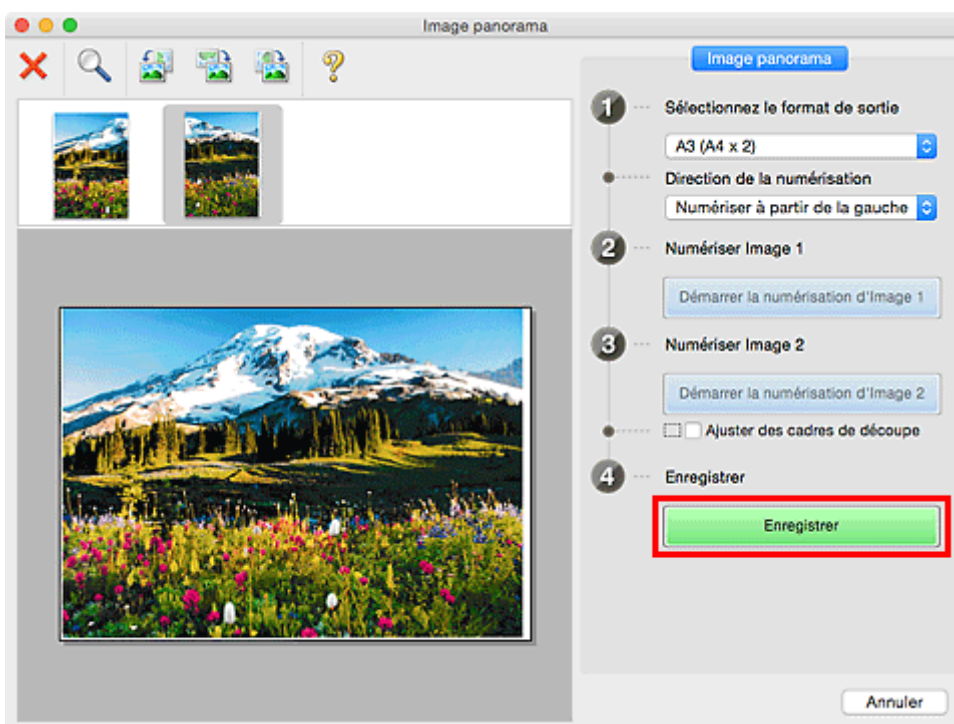 Image panorama
Image panorama
1 Sélectionnez le format de sortie
A3 (A4 x 2)
Direction de la numérisation
Numériser à partir de la gauche
2 Numériser Image 1
Démarrer la numérisation d'Image 1
3 Numériser Image 2
Démarrer la numérisation d'Image 2
Ajuster des cadres de découpe
4 Enregistrer
Enregistrer
Annuler